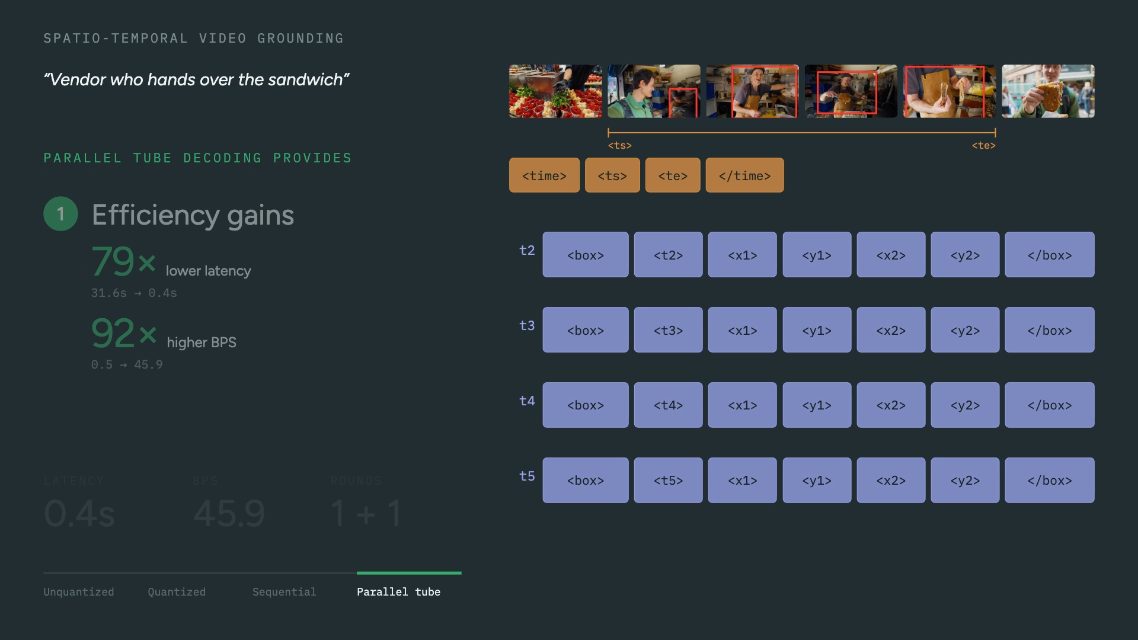 SPATIO-TEMPORAL VIDEO GROUNDING
“Vendor who hands over the sandwich”
PARALLEL TUBE DECODING PROVIDES
1 Efficiency gains
79× lower latency
31.6s → 0.4s
92× higher BPS
0.5 → 45.9
LATENCY BPS ROUNDS
0.4s 45.9 1 + 1
Unquantized Quantized Sequential Parallel tube
<ts> <te>
<time> <ts> <te> </time>
t2 <box> <t2> <x1> <y1> <x2> <y2> </box>
t3 <box> <t3> <x1> <y1> <x2> <y2> </box>
t4 <box> <t4> <x1> <y1> <x2> <y2> </box>
t5 <box> <t5> <x1> <y1> <x2> <y2> </box>